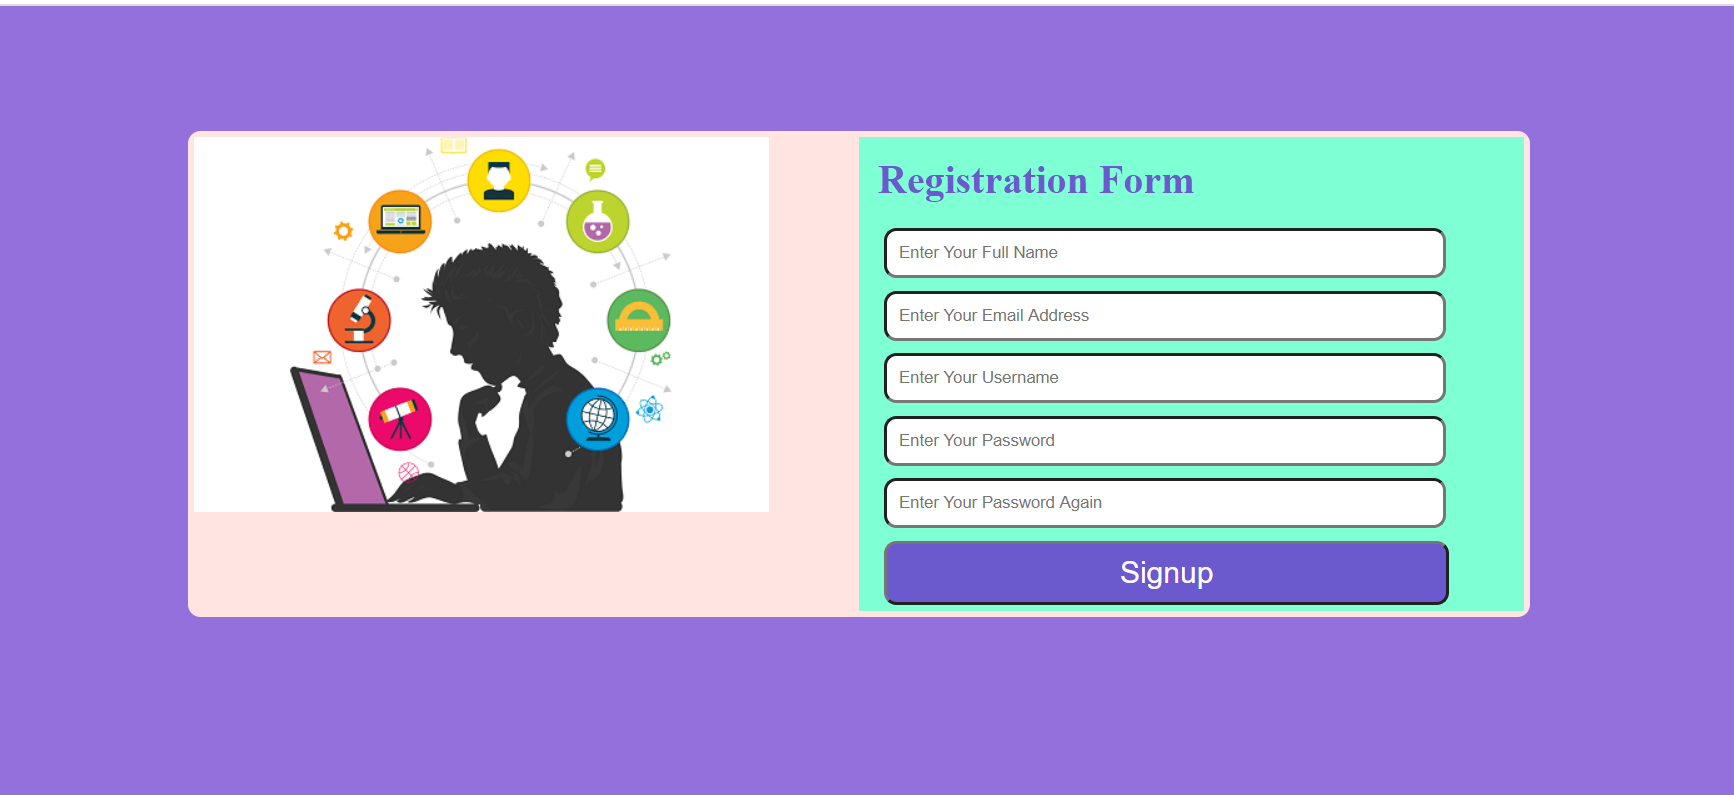 Registration Form
Enter Your Full Name
Enter Your Email Address
Enter Your Username
Enter Your Password
Enter Your Password Again
Signup